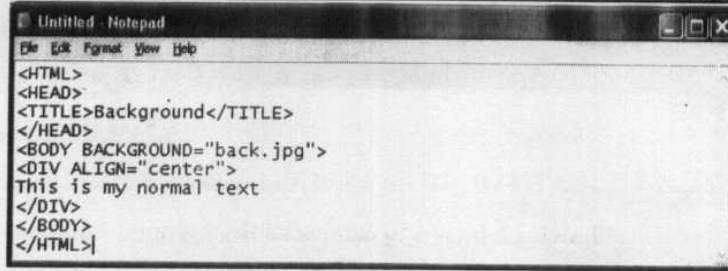 Untitled - Notepad
File Edit Format View Help
<HTML>
<HEAD>
<TITLE>Background</TITLE>
</HEAD>
<BODY BACKGROUND="back.jpg">
<DIV ALIGN="center">
This is my normal text
</DIV>
</BODY>
</HTML>